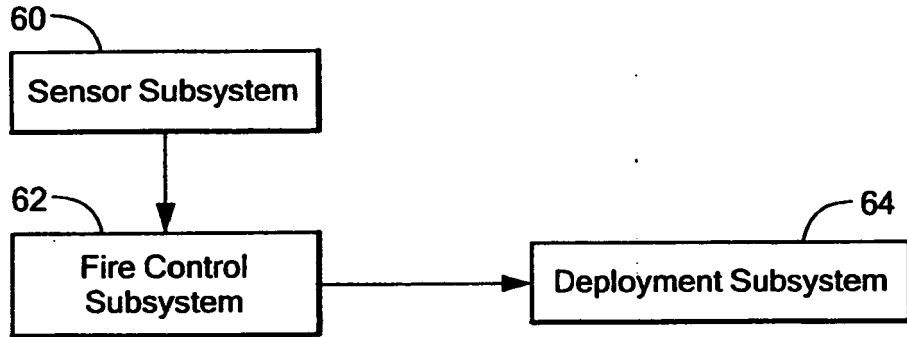 60
Sensor Subsystem
62
64
Fire Control
Subsystem
Deployment Subsystem